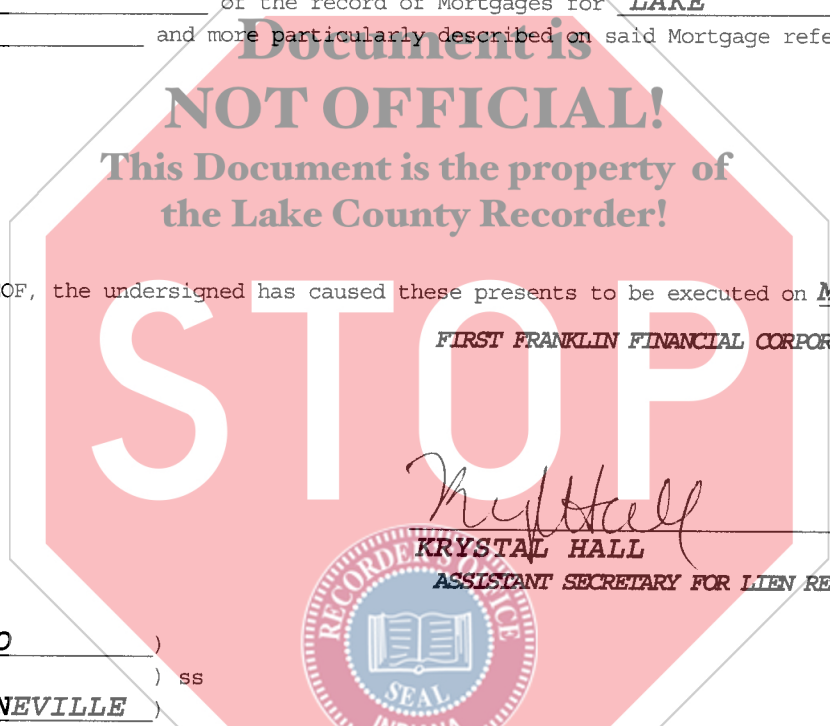 of the record of Mortgages for LAKE
and more particularly described on said Mortgage refe
Document is
NOT OFFICIAL!
This Document is the property of
the Lake County Recorder!
OF, the undersigned has caused these presents to be executed on M
FIRST FRANKLIN FINANCIAL CORPOR
STOP
KRYSTAL HALL
ASSISTANT SECRETARY FOR LIEN RE
RECORDER'S OFFICE
SEAL
INDIANA
O )
) ss
NEVILLE )